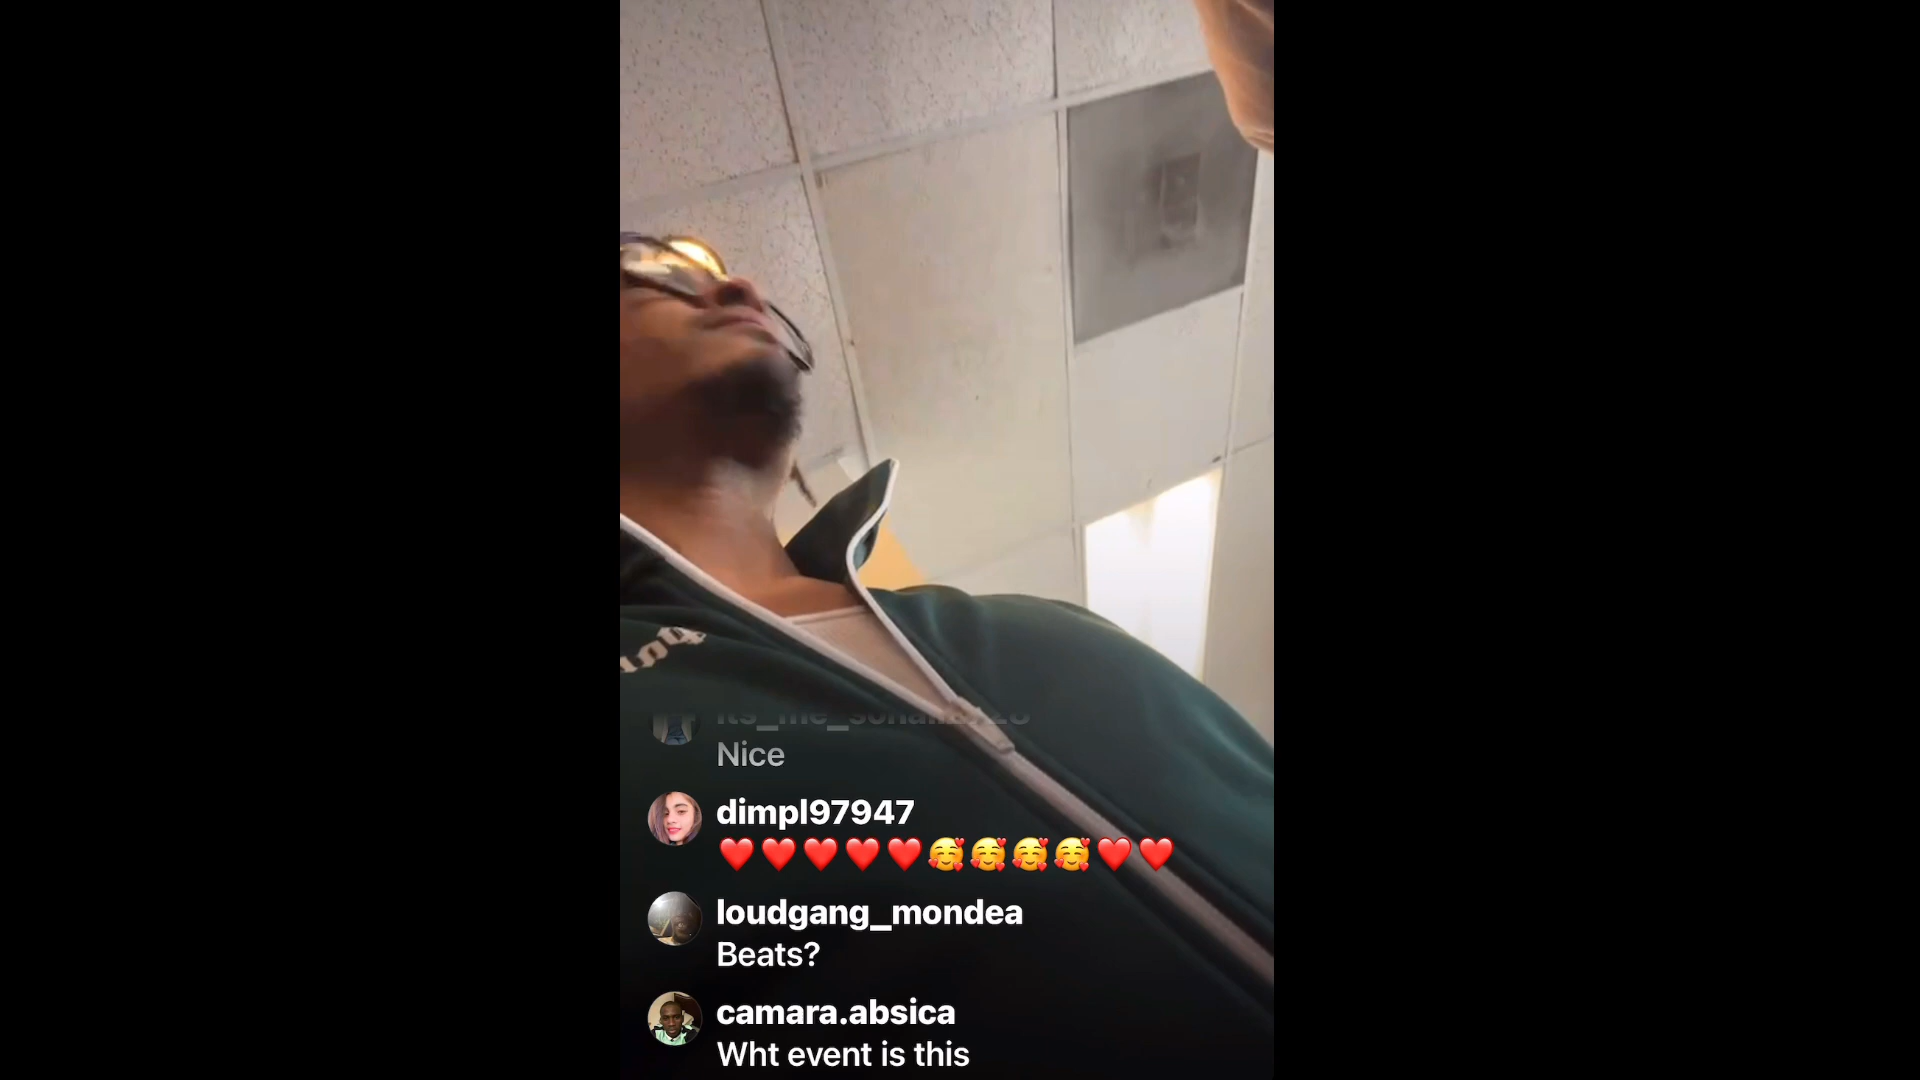 Nice
dimpl97947
❤️❤️❤️❤️❤️🥰🥰🥰🥰❤️❤️
loudgang_mondea
Beats?
camara.absica
Wht event is this